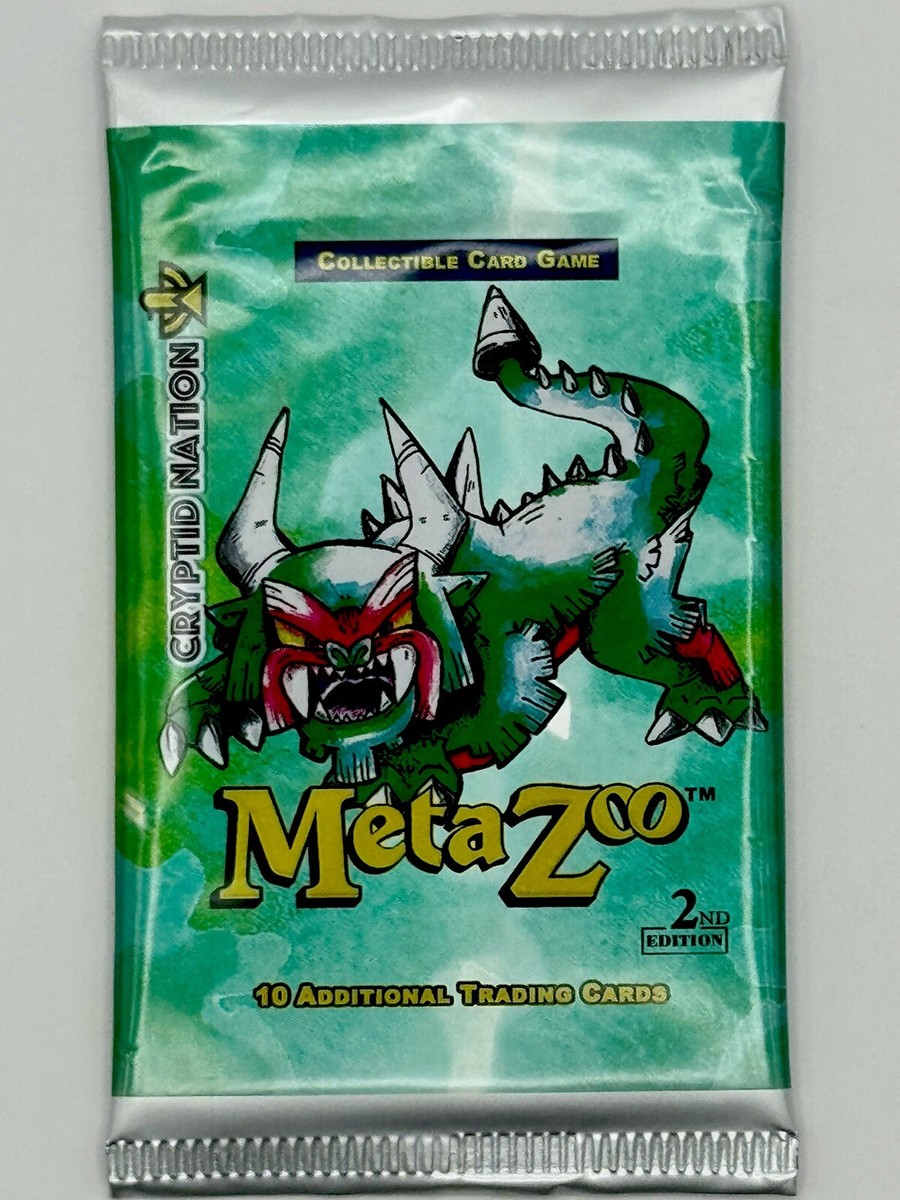 COLLECTIBLE CARD GAME
CRYPTID NATION
MetaZoo™
2ND
EDITION
10 ADDITIONAL TRADING CARDS